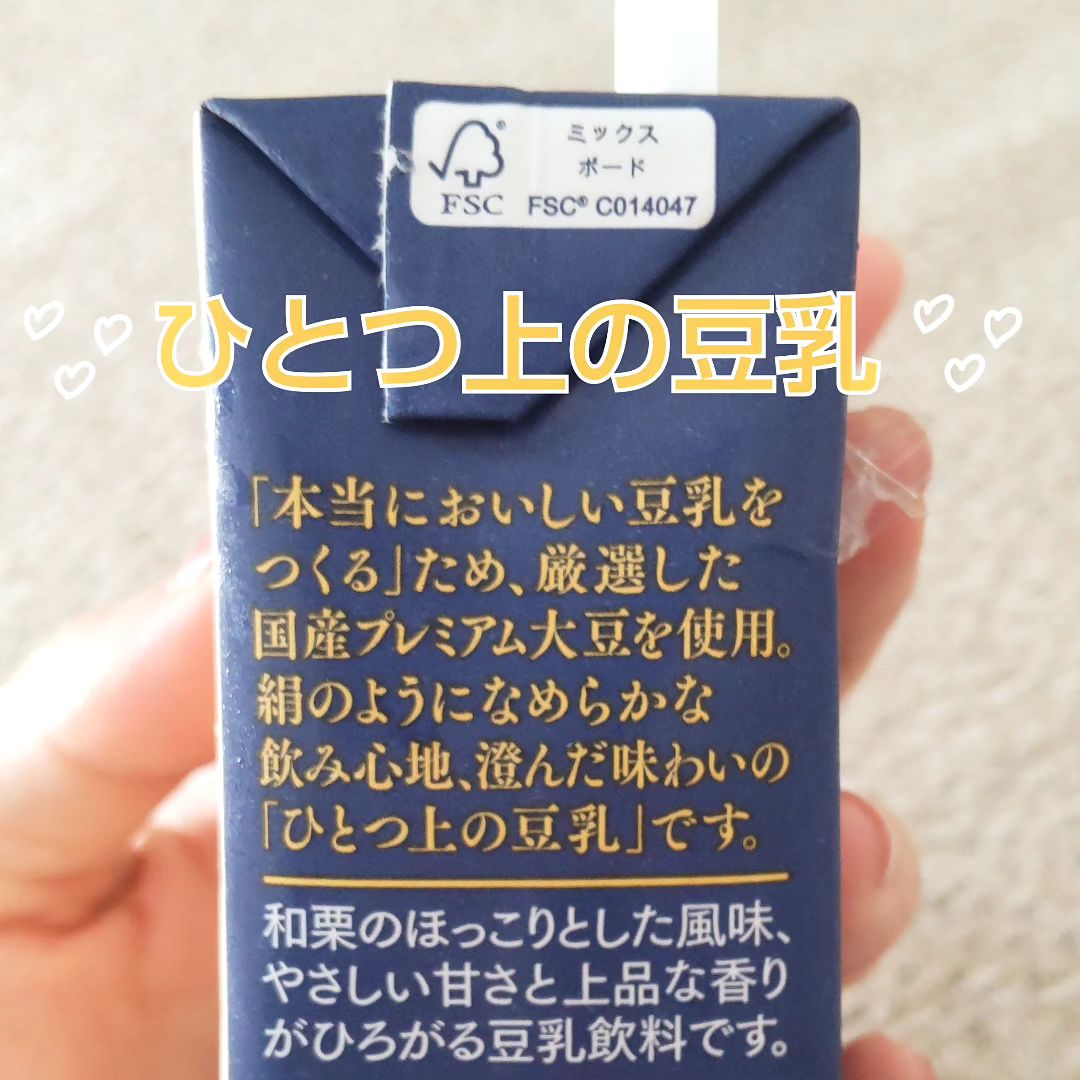 ミックス
ボード
FSC® C014047
FSC
ひとつ上の豆乳
「本当においしい豆乳を
つくる」ため、厳選した
国産プレミアム大豆を使用。
絹のようになめらかな
飲み心地、澄んだ味わいの
「ひとつ上の豆乳」です。
和栗のほっこりとした風味、
やさしい甘さと上品な香り
がひろがる豆乳飲料です。